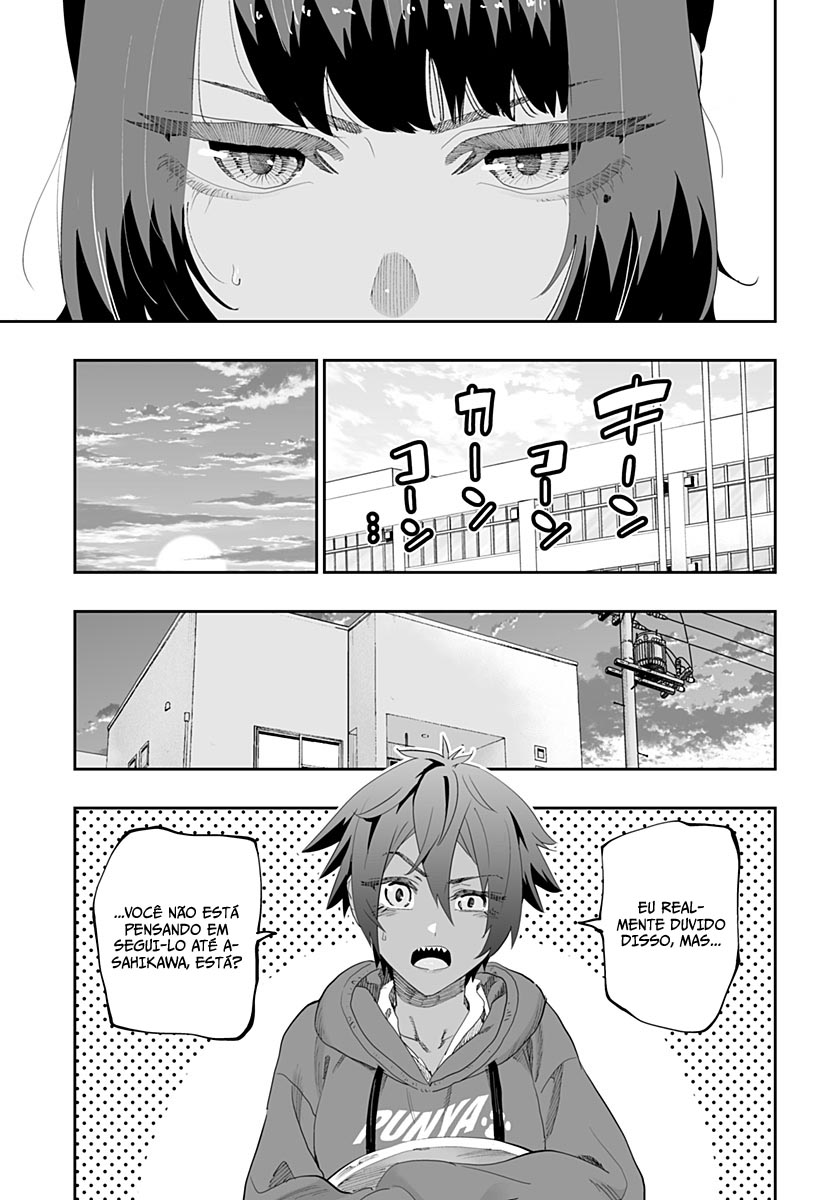 キーン
コーン
カーン
コーン…
EU REAL-
MENTE DUVIDO
DISSO, MAS...
...VOCÊ NÃO ESTÁ
PENSANDO EM
SEGUI-LO ATÉ A-
SAHIKAWA, ESTÁ?
PUNYA